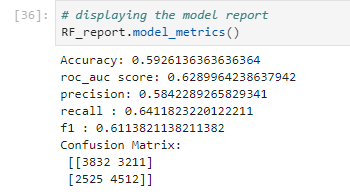 [36]: # displaying the model report
RF_report.model_metrics()
Accuracy: 0.5926136363636364
roc_auc score: 0.6289964238637942
precision: 0.5842289265829341
recall : 0.6411823220122211
f1 : 0.6113821138211382
Confusion Matrix:
[[3832 3211]
[2525 4512]]